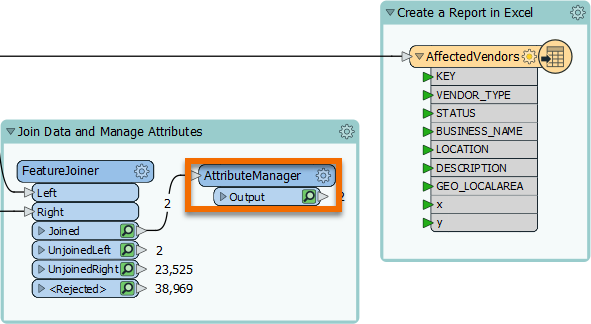 Create a Report in Excel
AffectedVendors
KEY
VENDOR_TYPE
STATUS
BUSINESS_NAME
LOCATION
DESCRIPTION
GEO_LOCALAREA
x
y
Join Data and Manage Attributes
FeatureJoiner
Left
Right
Joined
2
UnjoinedLeft
2
UnjoinedRight
23,525
<Rejected>
38,969
AttributeManager
Output
2